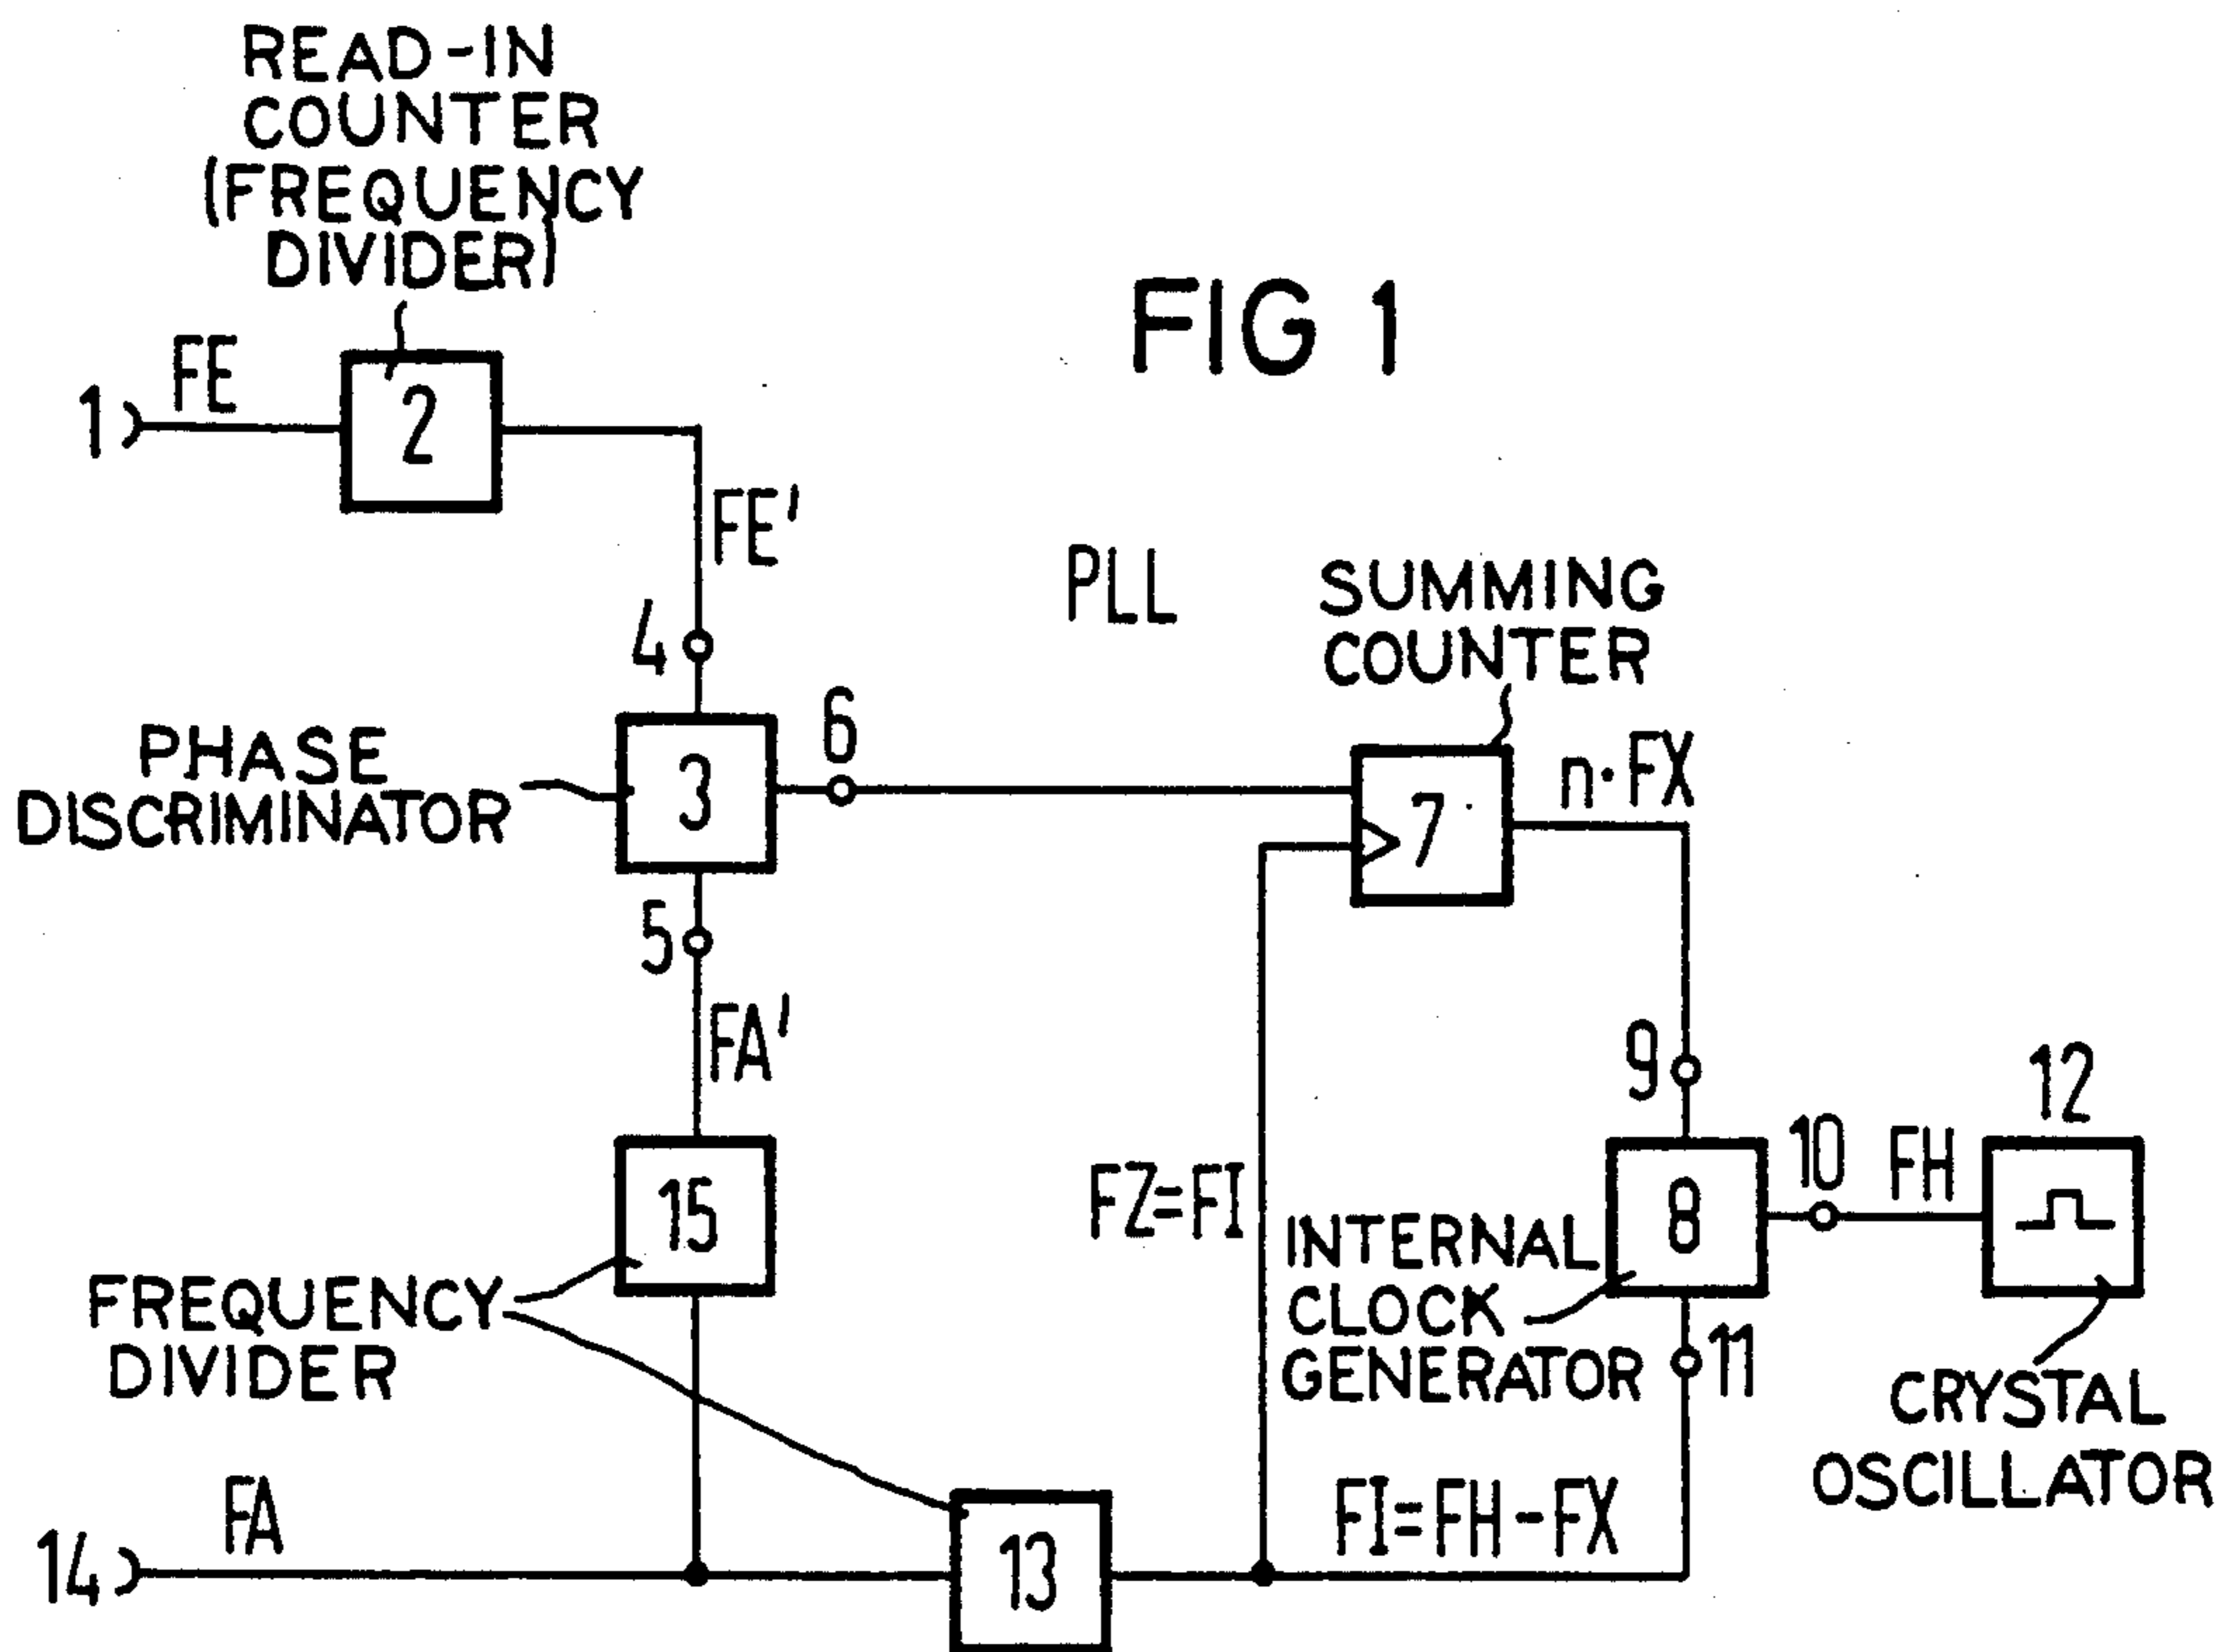 READ-IN
COUNTER
(FREQUENCY
DIVIDER)
FIG 1
1
FE
2
FE'
PLL
4
SUMMING
COUNTER
PHASE
DISCRIMINATOR
3
6
7
n·FX
5
FA'
9
12
15
FZ=FI
8
10
FH
INTERNAL
CLOCK
GENERATOR
11
FREQUENCY
DIVIDER
CRYSTAL
OSCILLATOR
14
FA
13
FI=FH-FX